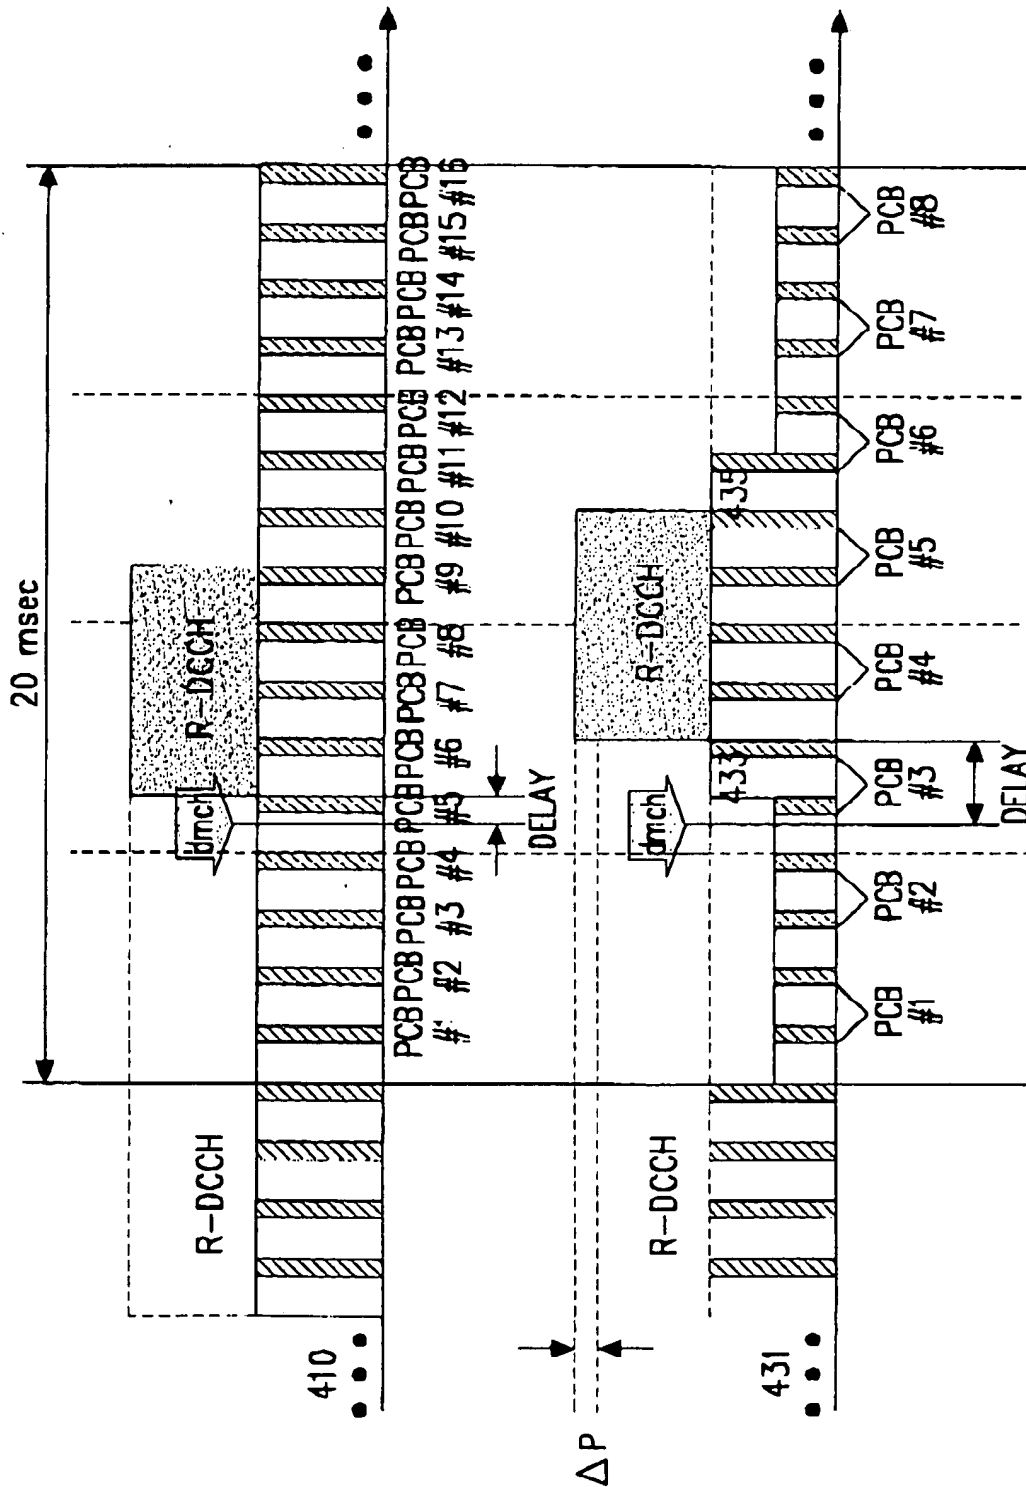 20 msec
R-DCCH
R-DCCH
dmch
410
PCB PCB PCB PCB PCB PCB PCB PCB PCB PCB PCB PCB PCB PCB PCB PCB
#1 #2 #3 #4 #5 #6 #7 #8 #9 #10 #11 #12 #13 #14 #15 #16
DELAY
ΔP
R-DCCH
R-DCCH
dmch
433
435
431
PCB PCB PCB PCB PCB PCB PCB PCB
#1 #2 #3 #4 #5 #6 #7 #8
DELAY